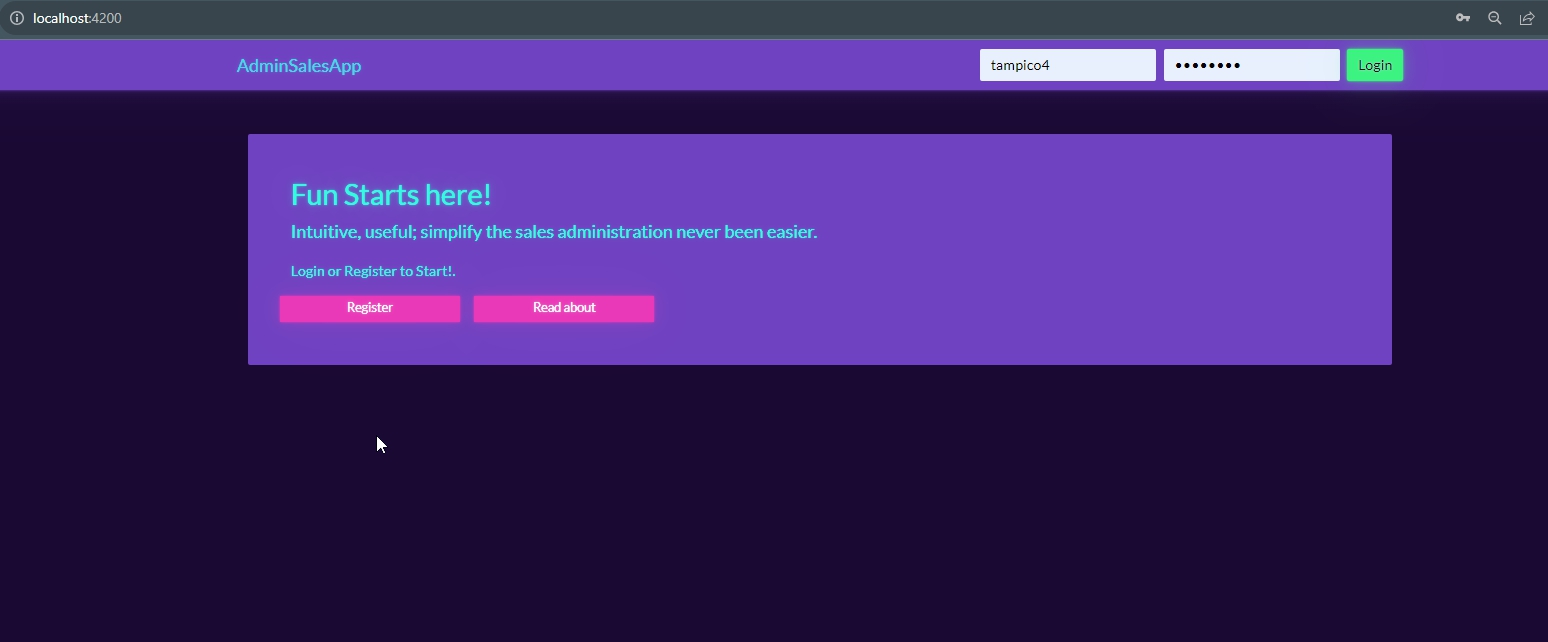 localhost:4200
AdminSalesApp
tampico4
••••••••
Login
Fun Starts here!
Intuitive, useful; simplify the sales administration never been easier.
Login or Register to Start!.
Register
Read about